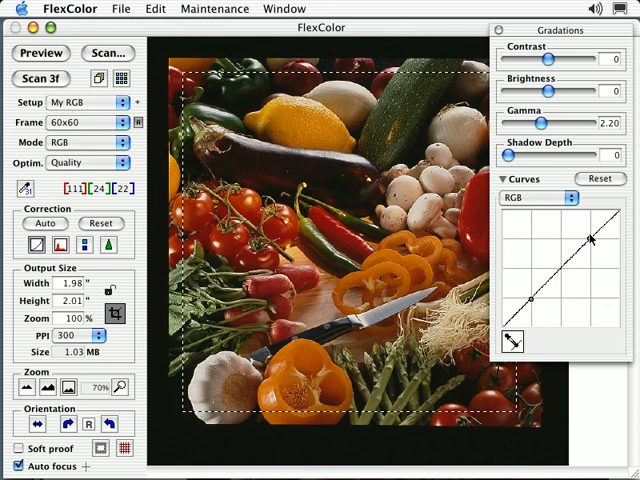 FlexColor File Edit Maintenance Window
FlexColor
Gradations
Preview Scan...
Scan 3f
Setup My RGB +
Frame 60x60 R
Mode RGB
Optim. Quality
[111] [24] [22]
Correction
Auto Reset
Output Size
Width 1.98 "
Height 2.01 "
Zoom 100 %
PPI 300
Size 1.03 MB
Zoom
70%
Orientation
R
Soft proof
Auto focus
Contrast
0
Brightness
0
Gamma
2.20
Shadow Depth
0
Curves Reset
RGB